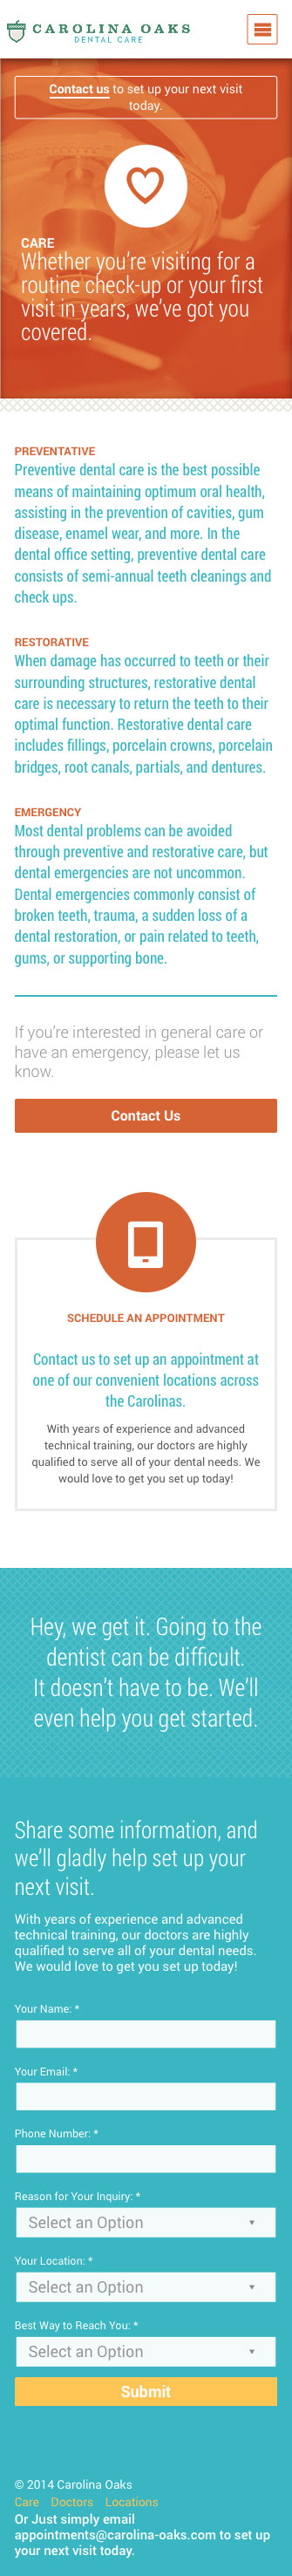 CAROLINA OAKS
DENTAL CARE
Contact us to set up your next visit
today.
CARE
Whether you're visiting for a
routine check-up or your first
visit in years, we've got you
covered.
PREVENTATIVE
Preventive dental care is the best possible
means of maintaining optimum oral health,
assisting in the prevention of cavities, gum
disease, enamel wear, and more. In the
dental office setting, preventive dental care
consists of semi-annual teeth cleanings and
check ups.
RESTORATIVE
When damage has occurred to teeth or their
surrounding structures, restorative dental
care is necessary to return the teeth to their
optimal function. Restorative dental care
includes fillings, porcelain crowns, porcelain
bridges, root canals, partials, and dentures.
EMERGENCY
Most dental problems can be avoided
through preventive and restorative care, but
dental emergencies are not uncommon.
Dental emergencies commonly consist of
broken teeth, trauma, a sudden loss of a
dental restoration, or pain related to teeth,
gums, or supporting bone.
If you're interested in general care or
have an emergency, please let us
know.
Contact Us
SCHEDULE AN APPOINTMENT
Contact us to set up an appointment at
one of our convenient locations across
the Carolinas.
With years of experience and advanced
technical training, our doctors are highly
qualified to serve all of your dental needs. We
would love to get you set up today!
Hey, we get it. Going to the
dentist can be difficult.
It doesn't have to be. We'll
even help you get started.
Share some information, and
we'll gladly help set up your
next visit.
With years of experience and advanced
technical training, our doctors are highly
qualified to serve all of your dental needs.
We would love to get you set up today!
Your Name: *
Your Email: *
Phone Number: *
Reason for Your Inquiry: *
Select an Option
Your Location: *
Select an Option
Best Way to Reach You: *
Select an Option
Submit
© 2014 Carolina Oaks
Care Doctors Locations
Or Just simply email
appointments@carolina-oaks.com to set up
your next visit today.